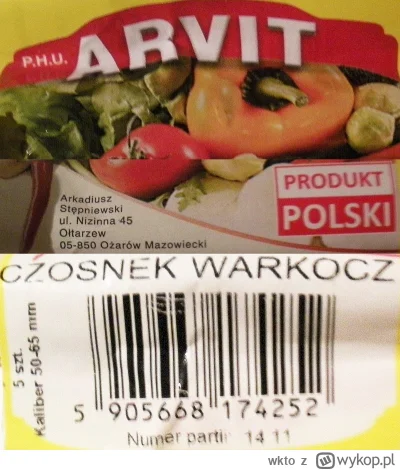 P.H.U. ARVIT
PRODUKT
POLSKI
Arkadiusz
Stępniewski
ul. Nizinna 45
Ołtarzew
05-850 Ożarów Mazowiecki
CZOSNEK WARKOCZ
5 szt.
Kaliber 50-65 mm
5 905668 174252
Numer partii 14 11
wkto z wykop.pl